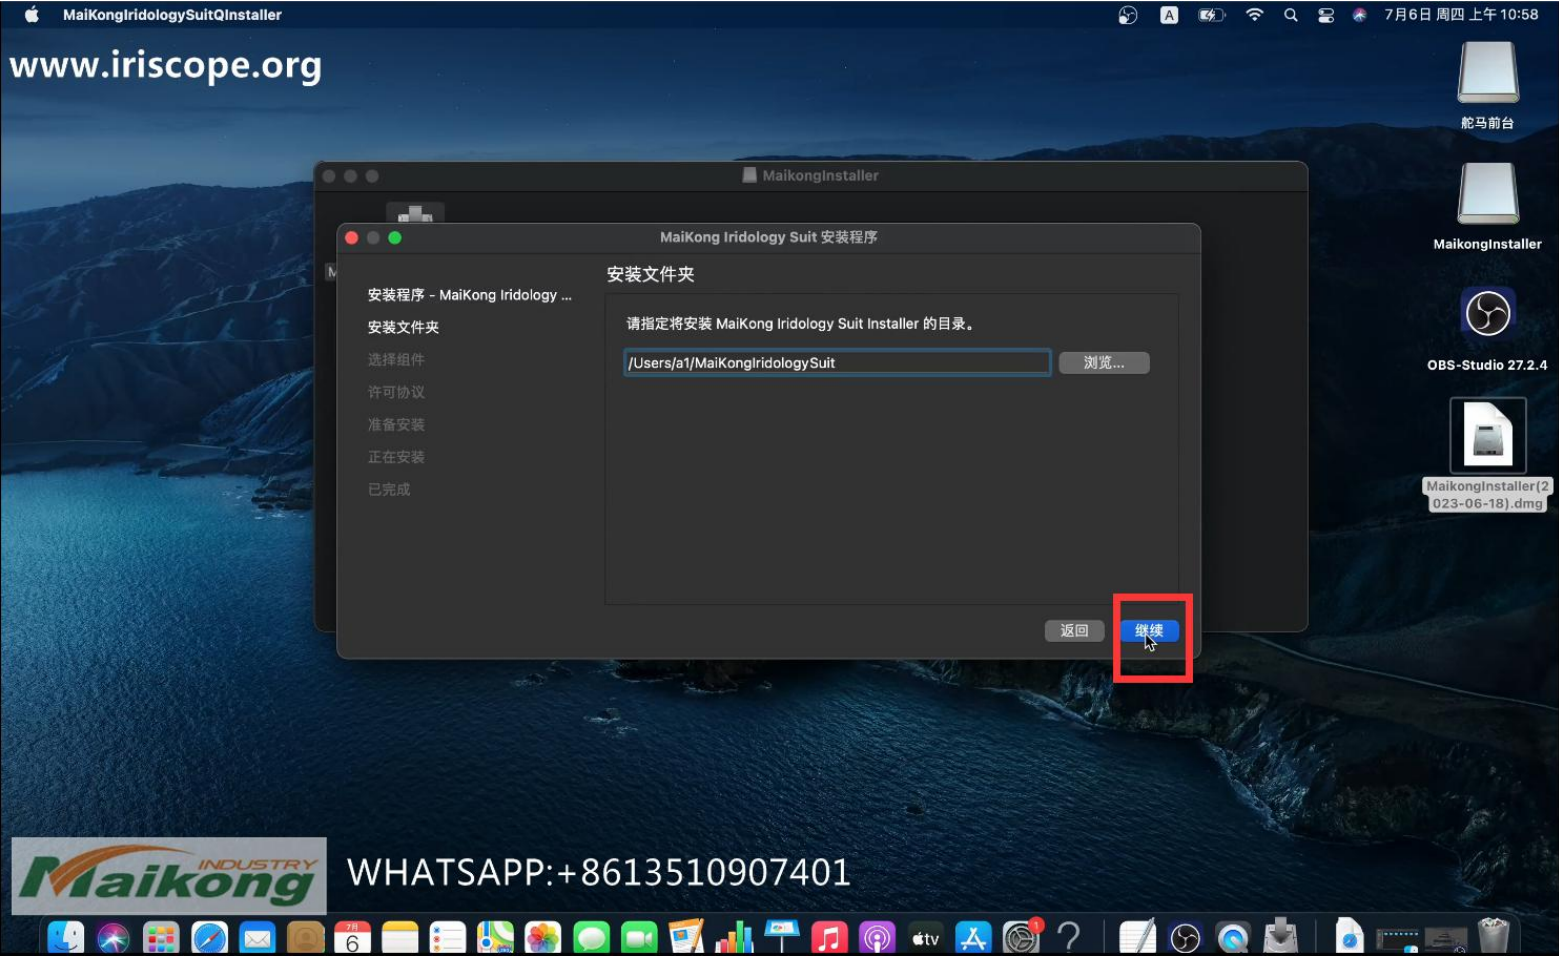 MaiKongIridologySuitQInstaller
A
7月6日 周四 上午 10:58
www.iriscope.org
舵马前台
MaikongInstaller
MaikongInstaller
OBS-Studio 27.2.4
MaikongInstaller(2
023-06-18).dmg
M
MaiKong Iridology Suit 安装程序
安装程序 - MaiKong Iridology ...
安装文件夹
选择组件
许可协议
准备安装
正在安装
已完成
安装文件夹
请指定将安装 MaiKong Iridology Suit Installer 的目录。
/Users/a1/MaiKongIridologySuit
浏览...
返回
继续
Maikong
INDUSTRY
WHATSAPP:+8613510907401
7月
6
tv
1